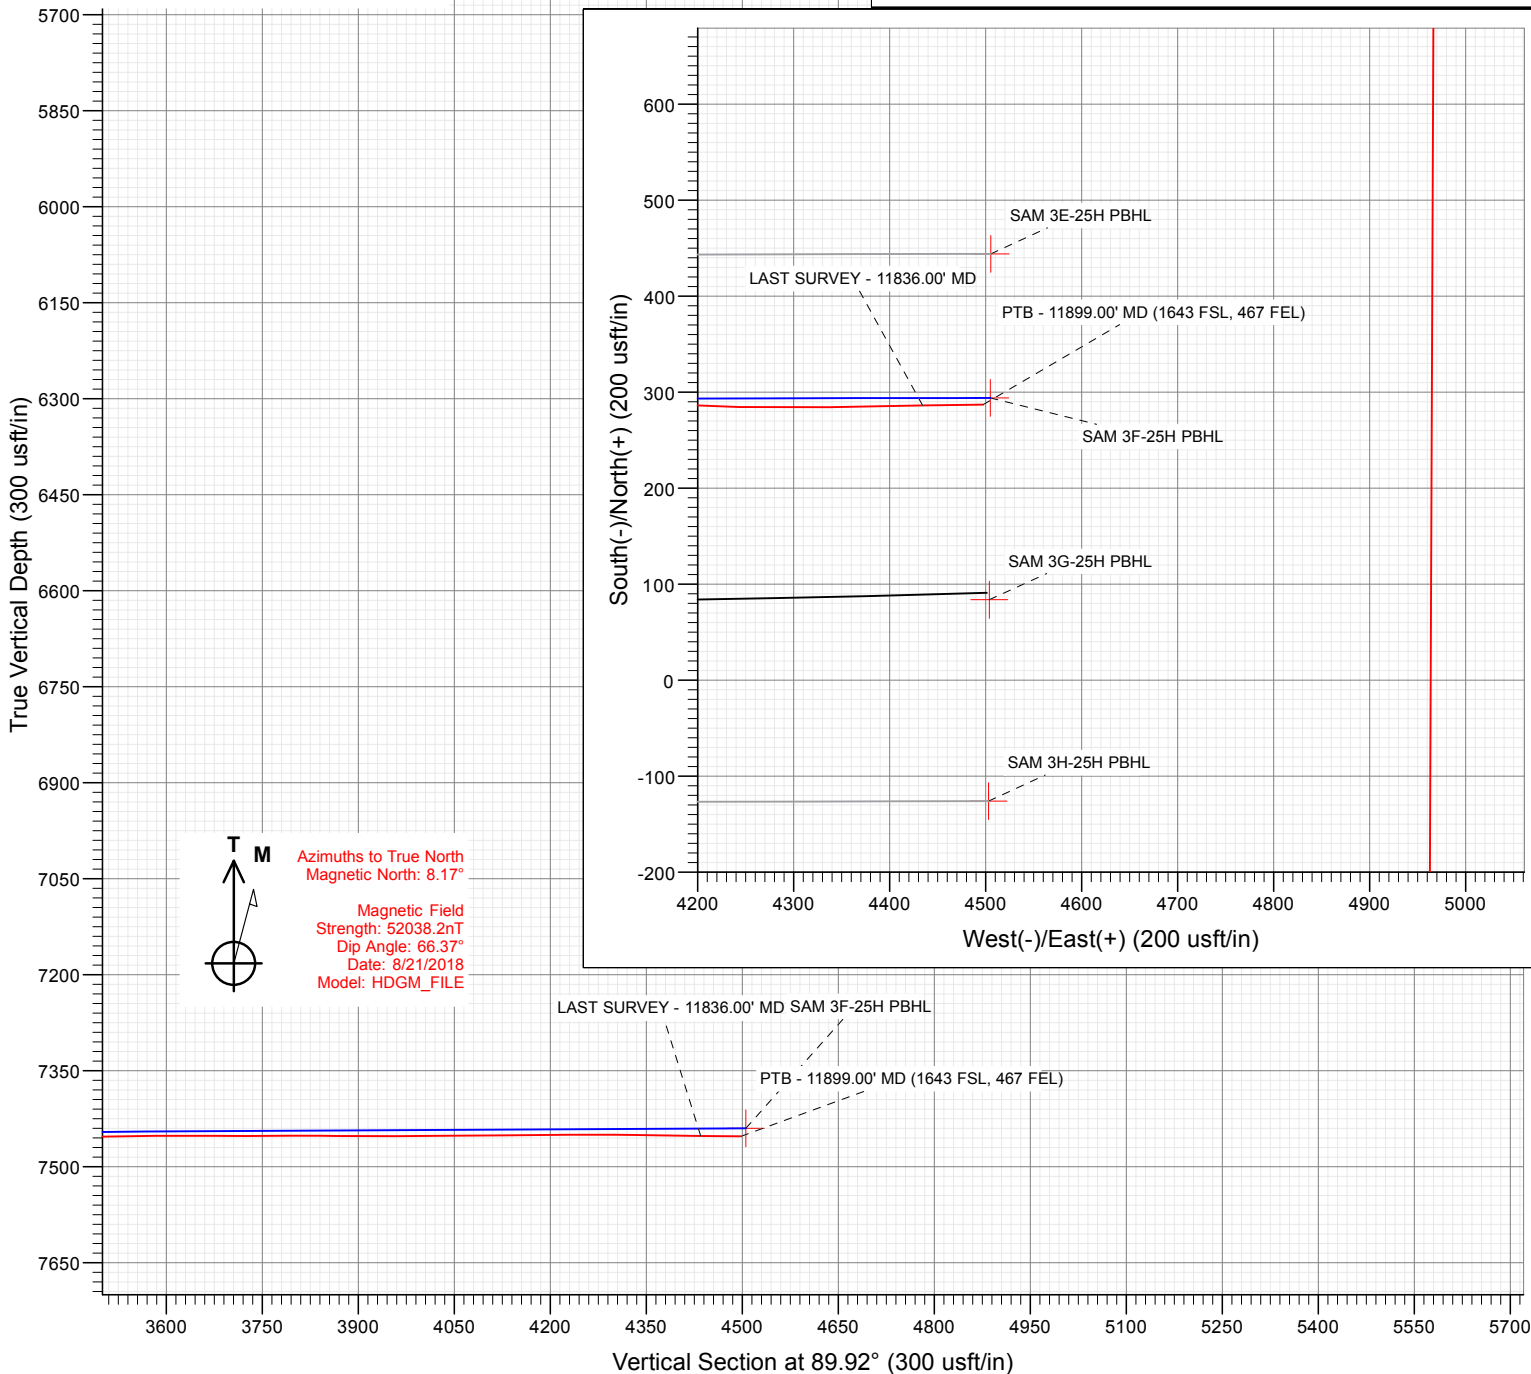 5700
5850
6000
6150
6300
6450
6600
6750
6900
7050
7200
7350
7500
7650
True Vertical Depth (300 usft/in)
600
500
400
300
200
100
0
-100
-200
South(-)/North(+) (200 usft/in)
SAM 3E-25H PBHL
LAST SURVEY - 11836.00' MD
PTB - 11899.00' MD (1643 FSL, 467 FEL)
SAM 3F-25H PBHL
SAM 3G-25H PBHL
SAM 3H-25H PBHL
4200 4300 4400 4500 4600 4700 4800 4900 5000
West(-)/East(+) (200 usft/in)
T
M
Azimuths to True North
Magnetic North: 8.17°
Magnetic Field
Strength: 52038.2nT
Dip Angle: 66.37°
Date: 8/21/2018
Model: HDGM_FILE
LAST SURVEY - 11836.00' MD
SAM 3F-25H PBHL
PTB - 11899.00' MD (1643 FSL, 467 FEL)
3600 3750 3900 4050 4200 4350 4500 4650 4800 4950 5100 5250 5400 5550 5700
Vertical Section at 89.92° (300 usft/in)